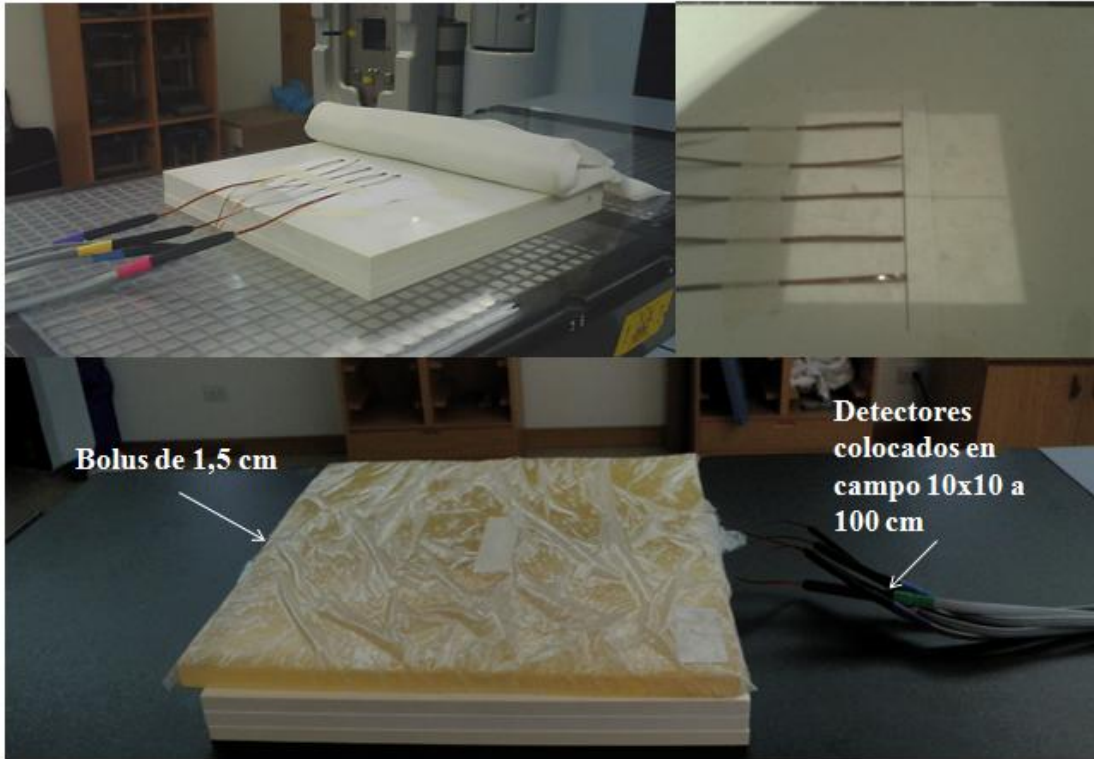 Bolus de 1,5 cm
Detectores
colocados en
campo 10x10 a
100 cm